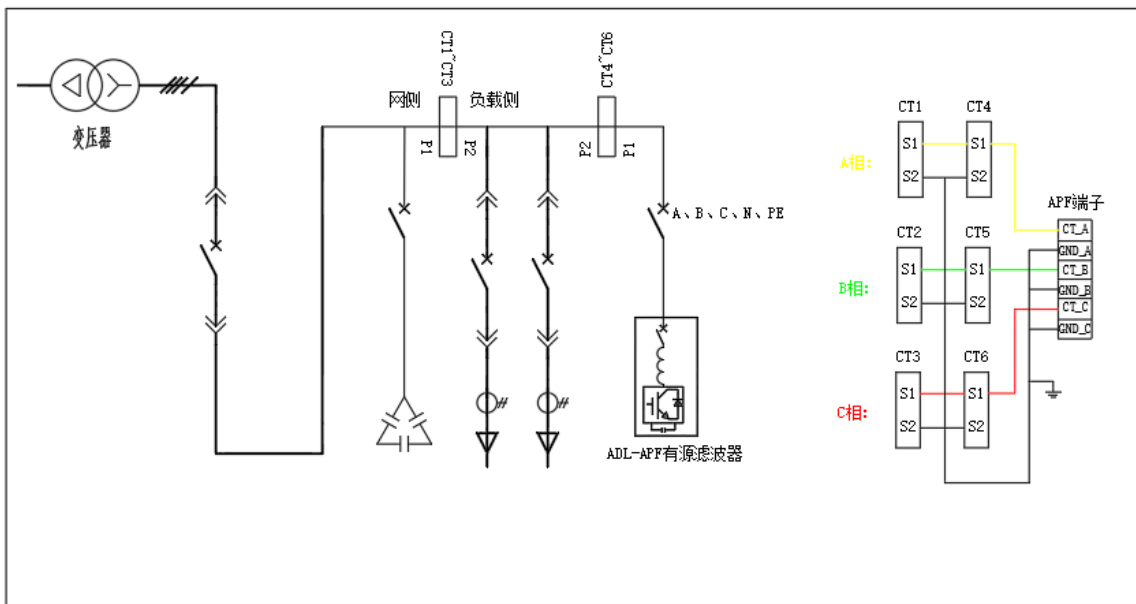 变压器
网侧
CT1~CT3
负载侧
P1
P2
CT4~CT6
P2
P1
A、B、C、N、PE
ADL-APF有源滤波器
CT1
CT4
A相:
S1
S1
S2
S2
CT2
CT5
B相:
S1
S1
S2
S2
CT3
CT6
C相:
S1
S1
S2
S2
APF端子
CT_A
GND_A
CT_B
GND_B
CT_C
GND_C